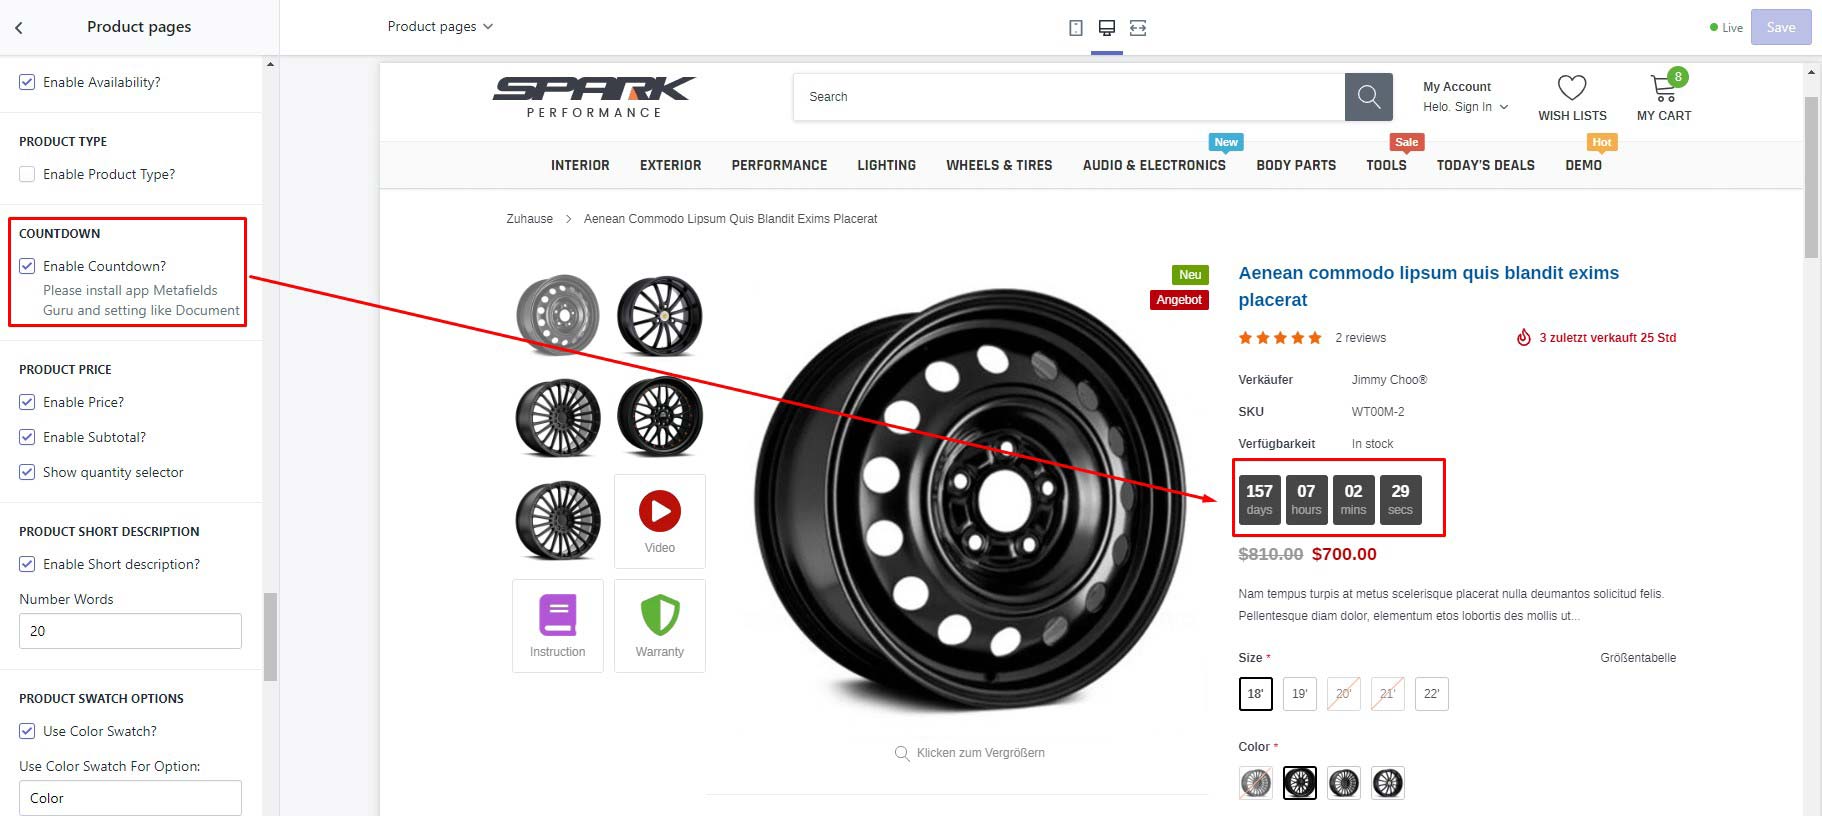 Product pages
Product pages
Live
Save
Enable Availability?
PRODUCT TYPE
Enable Product Type?
COUNTDOWN
Enable Countdown?
Please install app Metafields
Guru and setting like Document
PRODUCT PRICE
Enable Price?
Enable Subtotal?
Show quantity selector
PRODUCT SHORT DESCRIPTION
Enable Short description?
Number Words
20
PRODUCT SWATCH OPTIONS
Use Color Swatch?
Use Color Swatch For Option:
Color
SPARK
PERFORMANCE
Search
My Account
Helo. Sign In
WISH LISTS
8
MY CART
New
Sale
Hot
INTERIOR EXTERIOR PERFORMANCE LIGHTING WHEELS & TIRES AUDIO & ELECTRONICS BODY PARTS TOOLS TODAY'S DEALS DEMO
Zuhause > Aenean Commodo Lipsum Quis Blandit Exims Placerat
Video
Instruction
Warranty
Neu
Angebot
Klicken zum Vergrößern
Aenean commodo lipsum quis blandit exims
placerat
2 reviews
3 zuletzt verkauft 25 Std
Verkäufer Jimmy Choo®
SKU WT00M-2
Verfügbarkeit In stock
157 07 02 29
days hours mins secs
$810.00 $700.00
Nam tempus turpis at metus scelerisque placerat nulla deumantos solicitud felis.
Pellentesque diam dolor, elementum etos lobortis des mollis ut...
Size * Größentabelle
18' 19' 20' 21' 22'
Color *